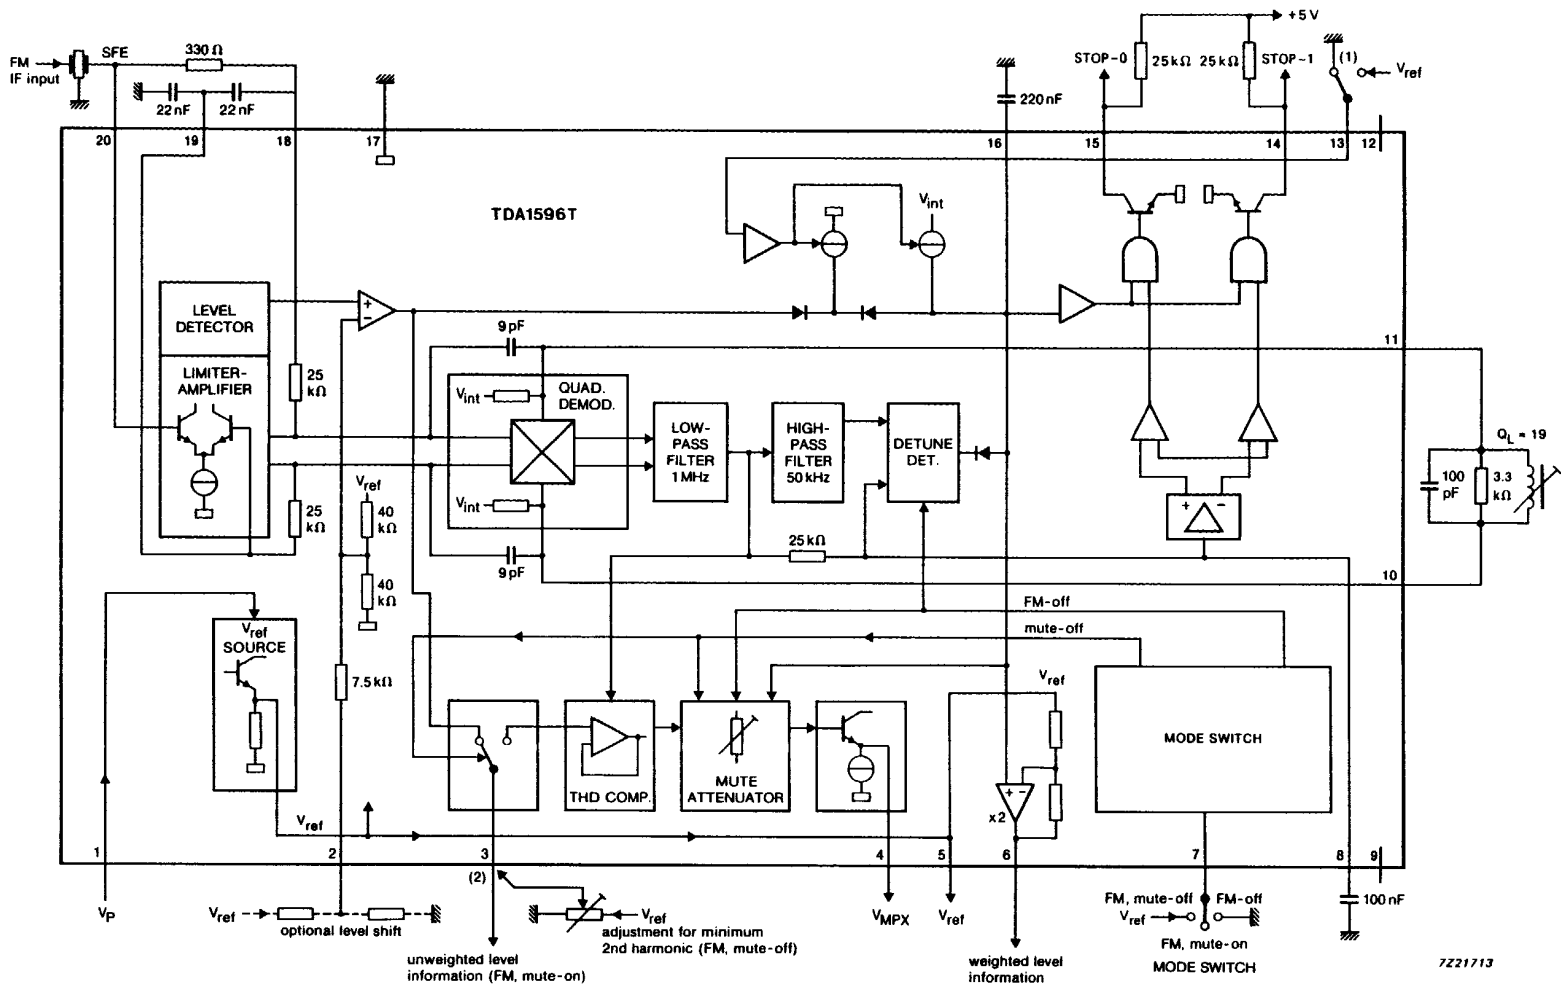 +5 V
FM
IF input
SFE
330 Ω
22 nF
22 nF
STOP-0
25 kΩ
25 kΩ
STOP-1
(1)
Vref
220 nF
20
19
18
17
16
15
14
13
12
TDA1596T
Vint
LEVEL
DETECTOR
9 pF
11
LIMITER-
AMPLIFIER
25
kΩ
Vint
QUAD.
DEMOD.
LOW-
PASS
FILTER
1 MHz
HIGH-
PASS
FILTER
50 kHz
DETUNE
DET.
QL = 19
100
pF
3.3
kΩ
Vref
40
kΩ
25
kΩ
Vint
+
−
+ −
25 kΩ
9 pF
10
40
kΩ
FM-off
mute-off
Vref
SOURCE
7.5 kΩ
Vref
THD COMP.
MUTE
ATTENUATOR
+ −
x2
MODE SWITCH
Vref
1
2
3
4
5
6
7
8
9
(2)
VP
Vref
optional level shift
Vref
adjustment for minimum
2nd harmonic (FM, mute-off)
unweighted level
information (FM, mute-on)
VMPX
Vref
weighted level
information
FM, mute-off
FM-off
Vref
FM, mute-on
MODE SWITCH
100 nF
7Z21713